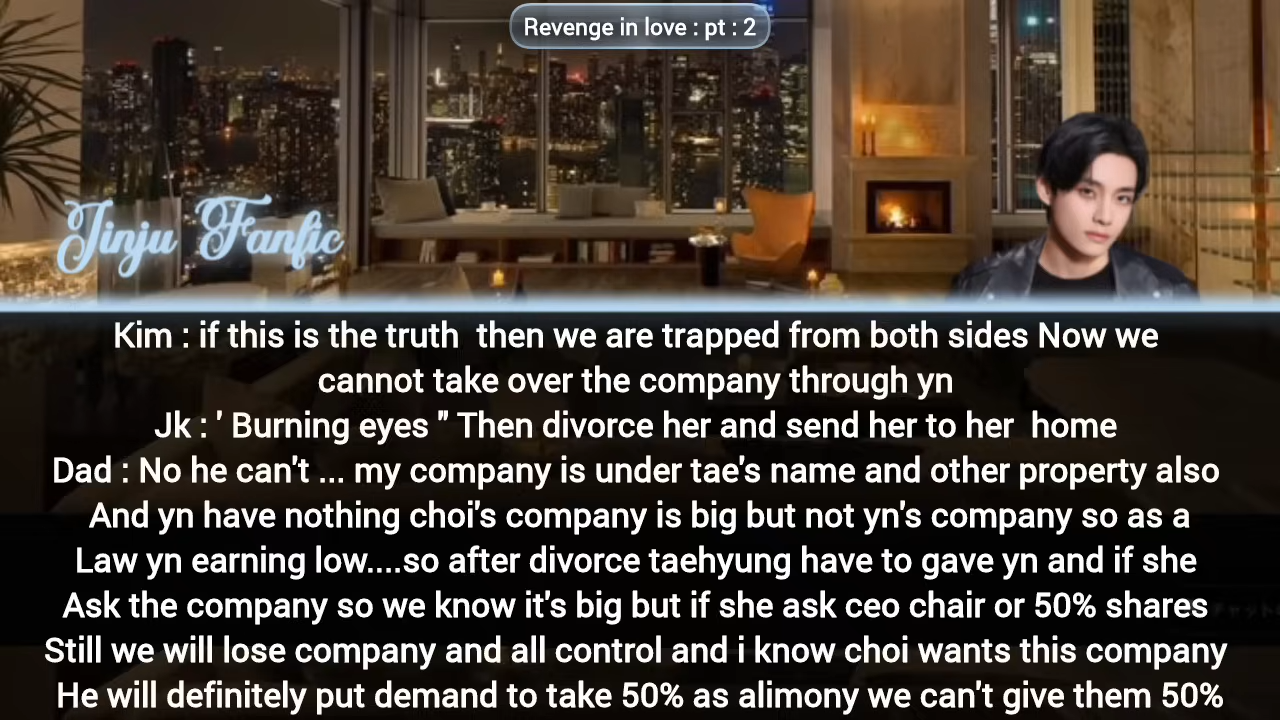 Revenge in love : pt : 2
Jinju Fanfic
Kim : if this is the truth  then we are trapped from both sides Now we
cannot take over the company through yn
Jk : ' Burning eyes " Then divorce her and send her to her  home
Dad : No he can't ... my company is under tae's name and other property also
And yn have nothing choi's company is big but not yn's company so as a
Law yn earning low....so after divorce taehyung have to gave yn and if she
Ask the company so we know it's big but if she ask ceo chair or 50% shares
Still we will lose company and all control and i know choi wants this company
He will definitely put demand to take 50% as alimony we can't give them 50%